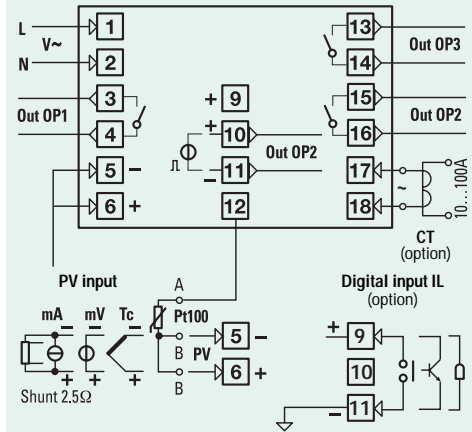 L 1 13
V~ Out OP3
N 2 14
3 + 9 15
Out OP1 Out OP2
4 + 10 16
Out OP2
5 − − 11 17
~ 10....100A
6 + 12 18
CT
(option)
PV input A Digital input IL
(option)
mA mV Tc Pt100
− − − + 9
B PV 5 −
10
+ + + B 6 +
Shunt 2.5Ω − 11